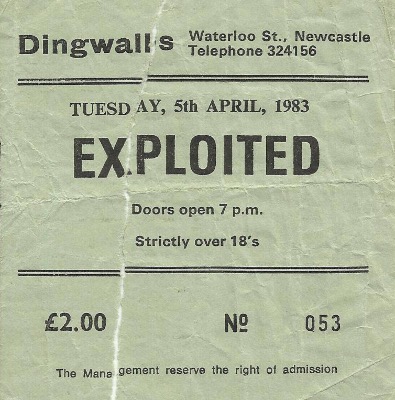 Dingwall's
Waterloo St., Newcastle
Telephone 324156
TUESDAY, 5th APRIL, 1983
EXPLOITED
Doors open 7 p.m.
Strictly over 18's
£2.00 Nº 053
The Management reserve the right of admission